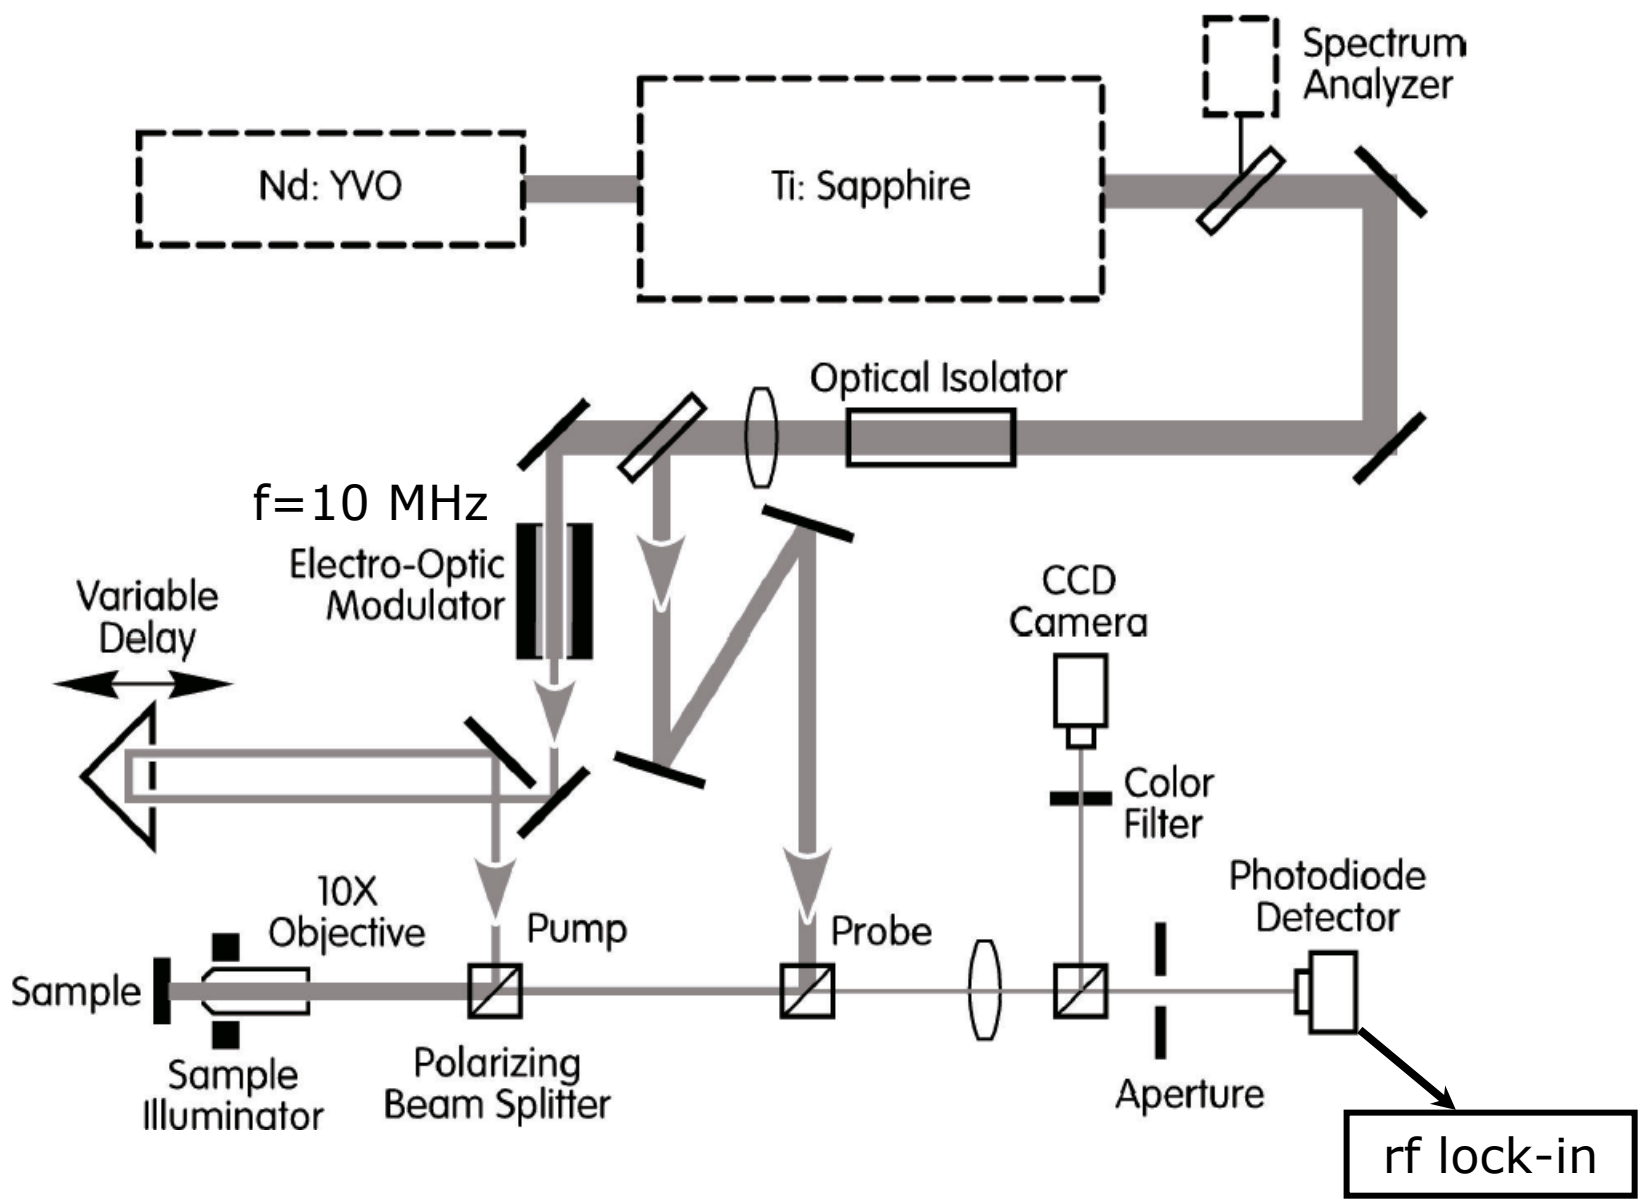 Spectrum
Analyzer
Nd: YVO
Ti: Sapphire
Optical Isolator
f=10 MHz
Electro-Optic
Modulator
Variable
Delay
CCD
Camera
Color
Filter
Photodiode
Detector
10X
Objective
Pump
Probe
Sample
Sample
Illuminator
Polarizing
Beam Splitter
Aperture
rf lock-in